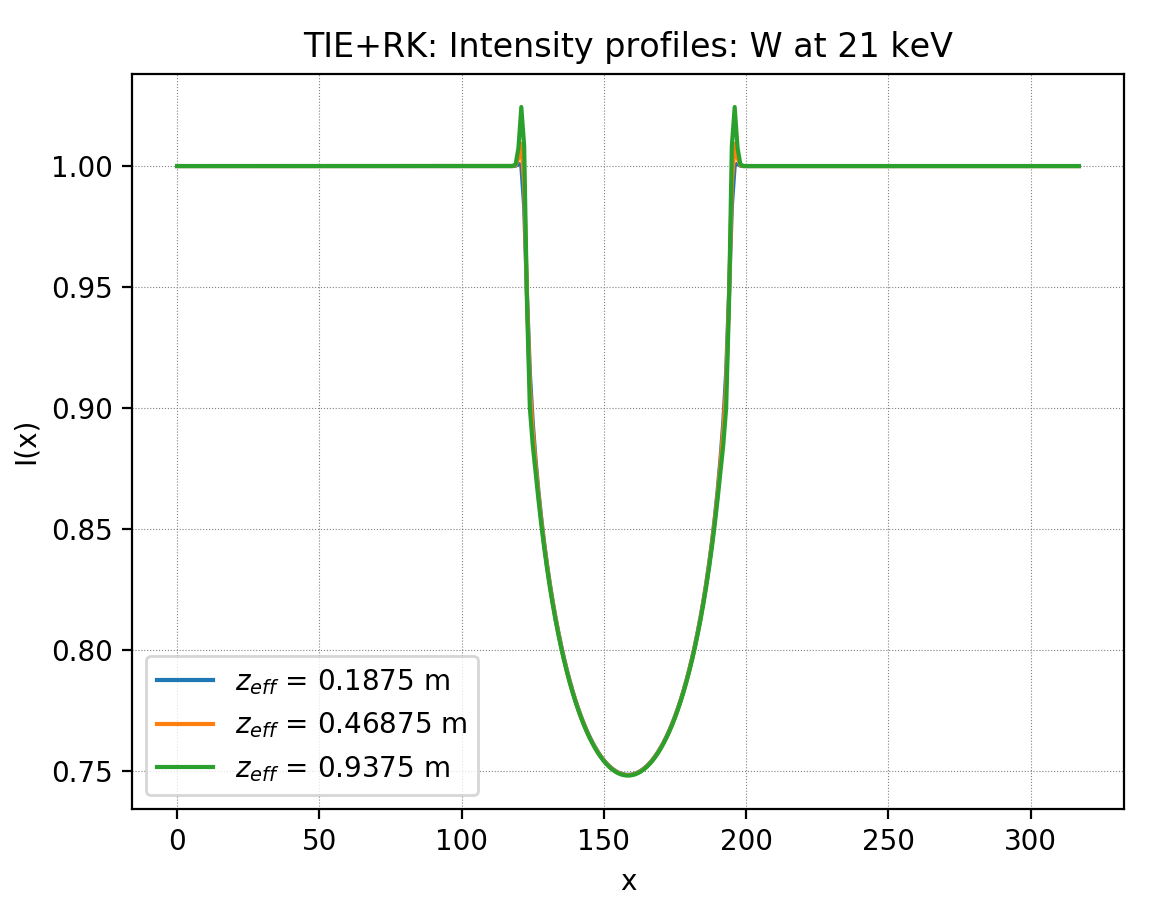 TIE+RK: Intensity profiles: W at 21 keV
I(x)
1.00
0.95
0.90
0.85
0.80
0.75
z_eff = 0.1875 m
z_eff = 0.46875 m
z_eff = 0.9375 m
0 50 100 150 200 250 300
x